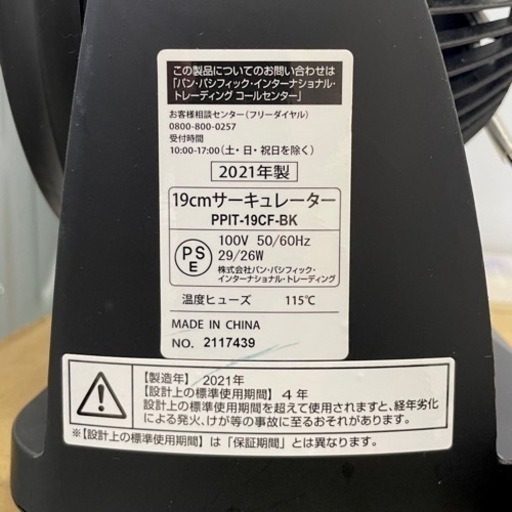 この製品についてのお問い合わせは
「パン・パシフィック・インターナショナル・
トレーディング コールセンター」
お客様相談センター(フリーダイヤル)
0800-800-0257
受付時間
10:00-17:00(土・日・祝日を除く)
2021年製
19cmサーキュレーター
PPIT-19CF-BK
PS
E
100V 50/60Hz
29/26W
株式会社パン・パシフィック・
インターナショナル・トレーディング
温度ヒューズ 115℃
MADE IN CHINA
NO. 2117439
【製造年】2021年
【設計上の標準使用期間】4年
設計上の標準使用期間を超えて使用されますと、経年劣化
による発火、けが等の事故に至るおそれがあります。
※【設計上の標準使用期間】は「保証期間」とは異なります。